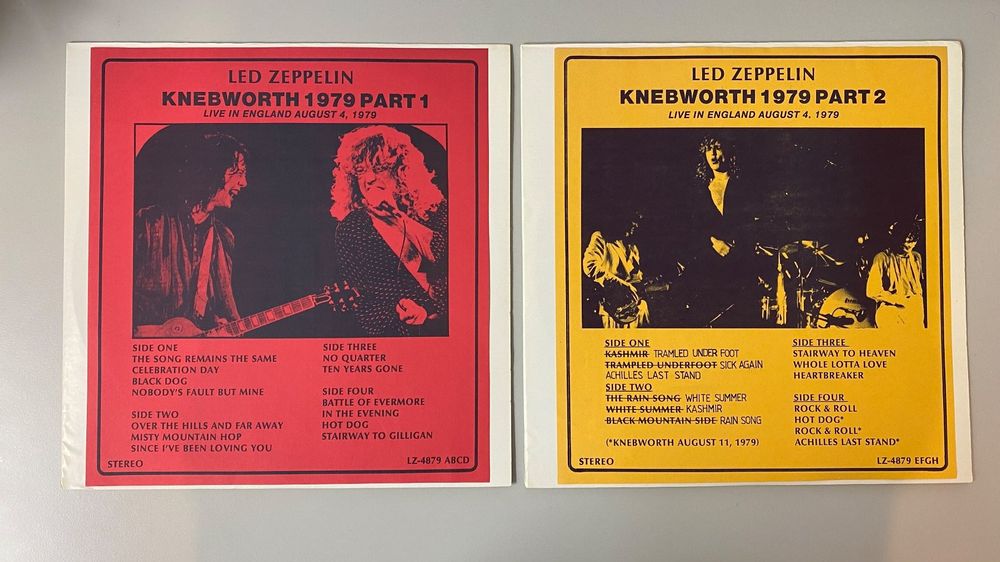 LED ZEPPELIN
KNEBWORTH 1979 PART 1
LIVE IN ENGLAND AUGUST 4, 1979
SIDE ONE
THE SONG REMAINS THE SAME
CELEBRATION DAY
BLACK DOG
NOBODY'S FAULT BUT MINE
SIDE TWO
OVER THE HILLS AND FAR AWAY
MISTY MOUNTAIN HOP
SINCE I'VE BEEN LOVING YOU
SIDE THREE
NO QUARTER
TEN YEARS GONE
SIDE FOUR
BATTLE OF EVERMORE
IN THE EVENING
HOT DOG
STAIRWAY TO GILLIGAN
STEREO
LZ-4879 ABCD
LED ZEPPELIN
KNEBWORTH 1979 PART 2
LIVE IN ENGLAND AUGUST 4. 1979
SIDE ONE
KASHMIR TRAMLED UNDER FOOT
TRAMPLED UNDERFOOT SICK AGAIN
ACHILLES LAST STAND
SIDE TWO
THE RAIN SONG WHITE SUMMER
WHITE SUMMER KASHMIR
BLACK MOUNTAIN SIDE RAIN SONG
(*KNEBWORTH AUGUST 11, 1979)
SIDE THREE
STAIRWAY TO HEAVEN
WHOLE LOTTA LOVE
HEARTBREAKER
SIDE FOUR
ROCK & ROLL
HOT DOG*
ROCK & ROLL*
ACHILLES LAST STAND*
STEREO
LZ-4879 EFGH